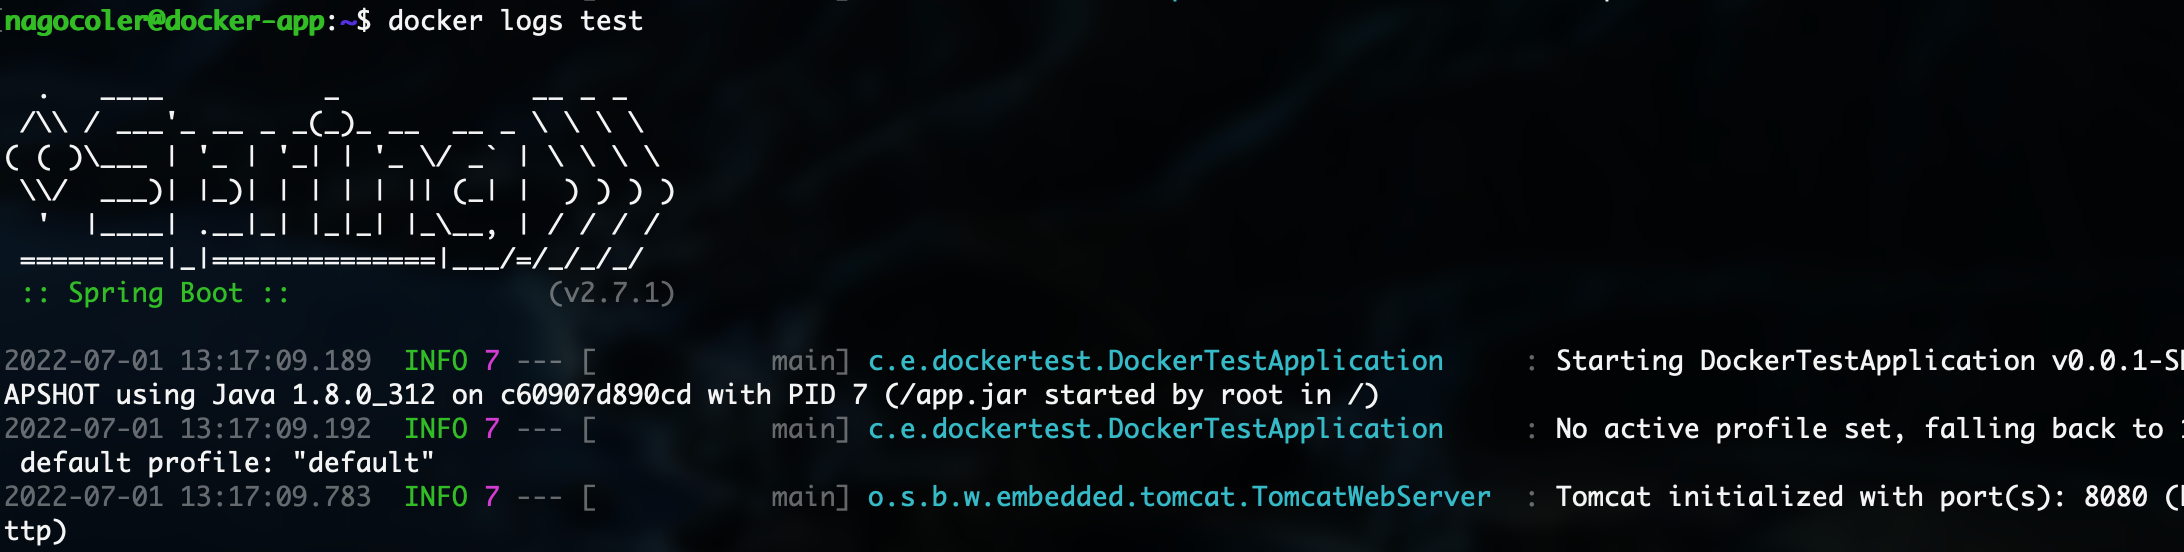 nagocoler@docker-app:~$ docker logs test
  .   ____          _            __ _ _
 /\\ / ___'_ __ _ _(_)_ __  __ _ \ \ \ \
( ( )\___ | '_ | '_| | '_ \/ _` | \ \ \ \
 \\/  ___)| |_)| | | | | || (_| |  ) ) ) )
  '  |____| .__|_| |_|_| |_\__, | / / / /
 =========|_|==============|___/=/_/_/_/
 :: Spring Boot ::                (v2.7.1)
2022-07-01 13:17:09.189  INFO 7 --- [           main] c.e.dockertest.DockerTestApplication     : Starting DockerTestApplication v0.0.1-S
APSHOT using Java 1.8.0_312 on c60907d890cd with PID 7 (/app.jar started by root in /)
2022-07-01 13:17:09.192  INFO 7 --- [           main] c.e.dockertest.DockerTestApplication     : No active profile set, falling back to
 default profile: "default"
2022-07-01 13:17:09.783  INFO 7 --- [           main] o.s.b.w.embedded.tomcat.TomcatWebServer  : Tomcat initialized with port(s): 8080 (
ttp)